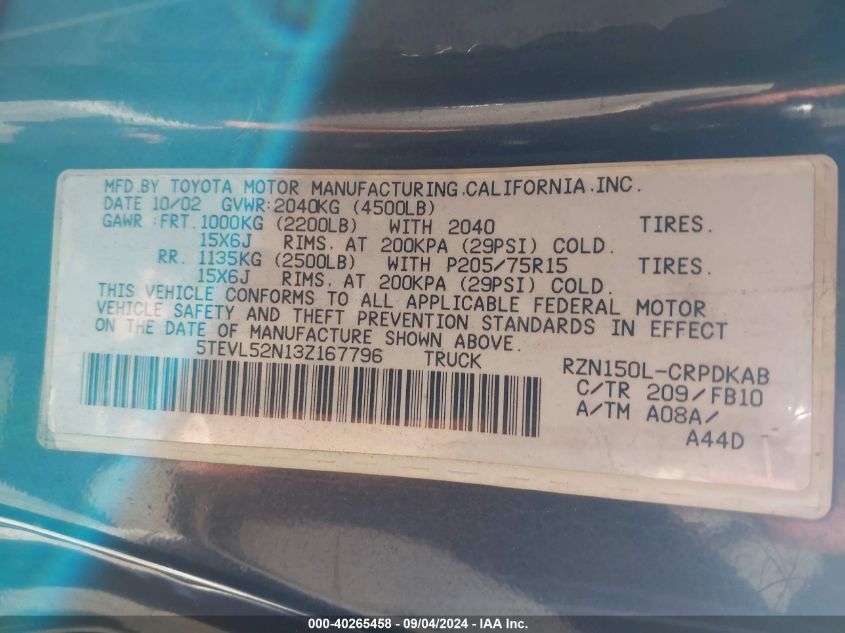 MFD.BY TOYOTA MOTOR MANUFACTURING.CALIFORNIA.INC.
DATE 10/02 GVWR:2040KG (4500LB)
GAWR :FRT.1000KG (2200LB) WITH 2040 TIRES.
15X6J RIMS. AT 200KPA (29PSI) COLD.
RR. 1135KG (2500LB) WITH P205/75R15 TIRES.
15X6J RIMS. AT 200KPA (29PSI) COLD.
THIS VEHICLE CONFORMS TO ALL APPLICABLE FEDERAL MOTOR
VEHICLE SAFETY AND THEFT PREVENTION STANDARDS IN EFFECT
ON THE DATE OF MANUFACTURE SHOWN ABOVE.
5TEVL52N13Z167796 TRUCK
RZN150L-CRPDKAB
C/TR 209/FB10
A/TM A08A/
A44D
000-40265458 - 09/04/2024 - IAA Inc.